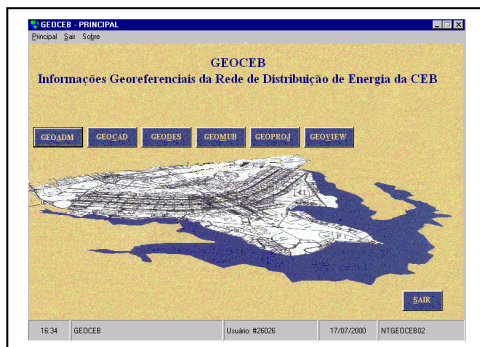 GEOCEB - PRINCIPAL
Principal Sair Sobre
GEOCEB
Informações Georeferenciais da Rede de Distribuição de Energia da CEB
GEOADM GEOCAD GEODES GEOMUB GEOPROJ GEOVIEW
SAIR
16:34 GEOCEB Usuário: #26026 17/07/2000 NTGEOCEB02